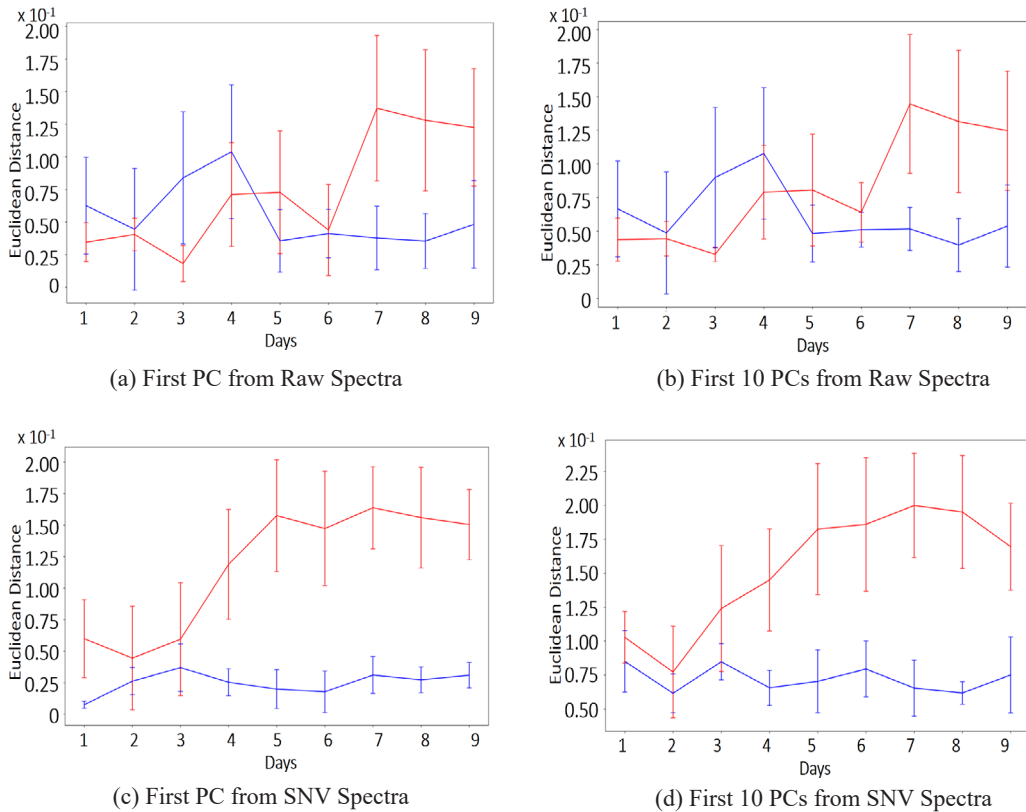 x 10⁻¹
2.00
1.75
1.50
1.25
1.00
0.75
0.50
0.25
0
Euclidean Distance
1 2 3 4 5 6 7 8 9
Days
(a) First PC from Raw Spectra
x 10⁻¹
2.00
1.75
1.50
1.25
1.00
0.75
0.50
0.25
0
Euclidean Distance
1 2 3 4 5 6 7 8 9
Days
(b) First 10 PCs from Raw Spectra
x 10⁻¹
2.00
1.75
1.50
1.25
1.00
0.75
0.50
0.25
0
Euclidean Distance
1 2 3 4 5 6 7 8 9
Days
(c) First PC from SNV Spectra
x 10⁻¹
2.25
2.00
1.75
1.50
1.25
1.00
0.75
0.50
Euclidean Distance
1 2 3 4 5 6 7 8 9
Days
(d) First 10 PCs from SNV Spectra